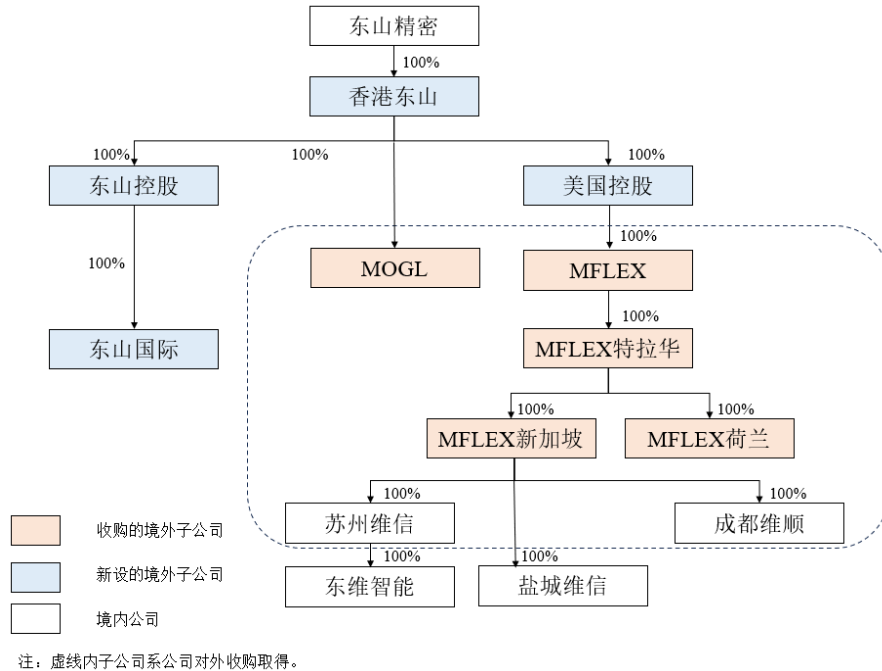 东山精密
100%
香港东山
100%
100%
100%
东山控股
美国控股
100%
100%
MOGL
MFLEX
100%
东山国际
MFLEX特拉华
100%
100%
MFLEX新加坡
MFLEX荷兰
100%
100%
苏州维信
成都维顺
100%
100%
东维智能
盐城维信
收购的境外子公司
新设的境外子公司
境内公司
注：虚线内子公司系公司对外收购取得。